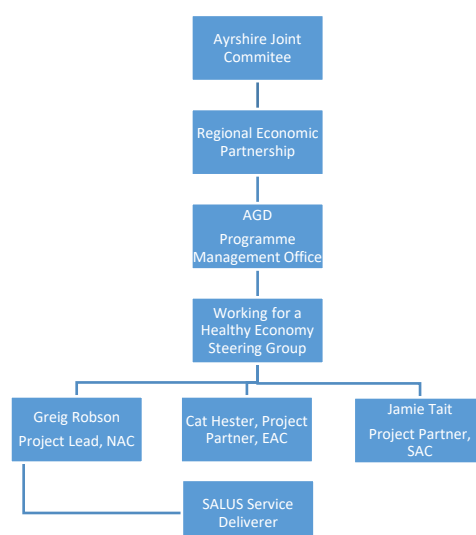 Ayrshire Joint
Commitee
Regional Economic
Partnership
AGD
Programme
Management Office
Working for a
Healthy Economy
Steering Group
Greig Robson
Project Lead, NAC
Cat Hester, Project
Partner, EAC
Jamie Tait
Project Partner,
SAC
SALUS Service
Deliverer